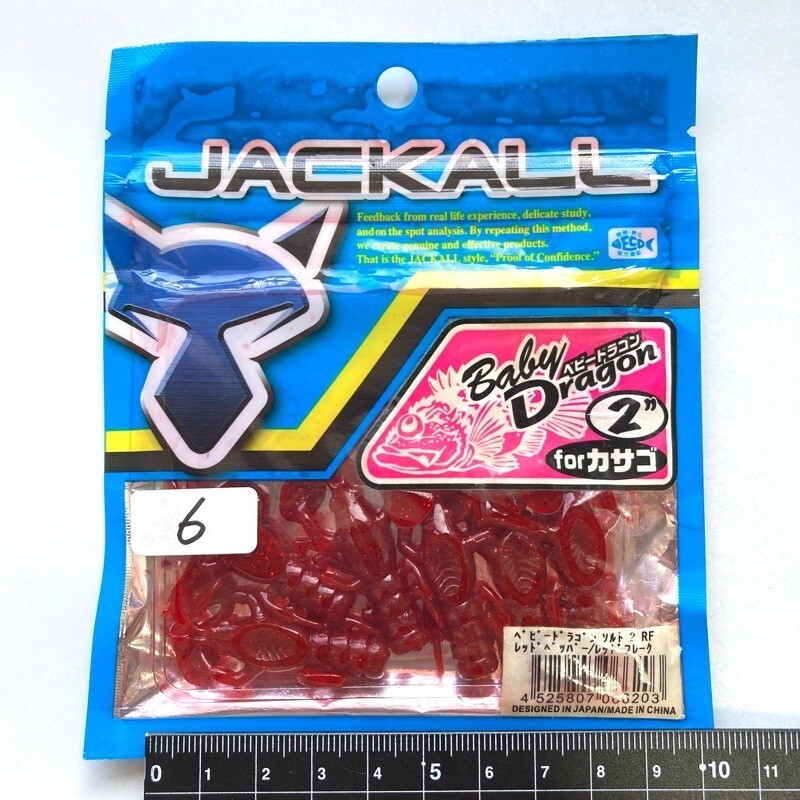 JACKALL
Feedback from real life experience, delicate study,
and on the spot analysis. By repeating this method,
we create genuine and effective products.
That is the JACKALL style, "Proof of Confidence."
ECO
Baby Dragon
ベビードラゴン
2"
for カサゴ
6
ベビードラゴン ソルト 2 RF
レッドペッパー/レッドフレーク
4 525807 060203
DESIGNED IN JAPAN/MADE IN CHINA
0 1 2 3 4 5 6 7 8 9 10 11